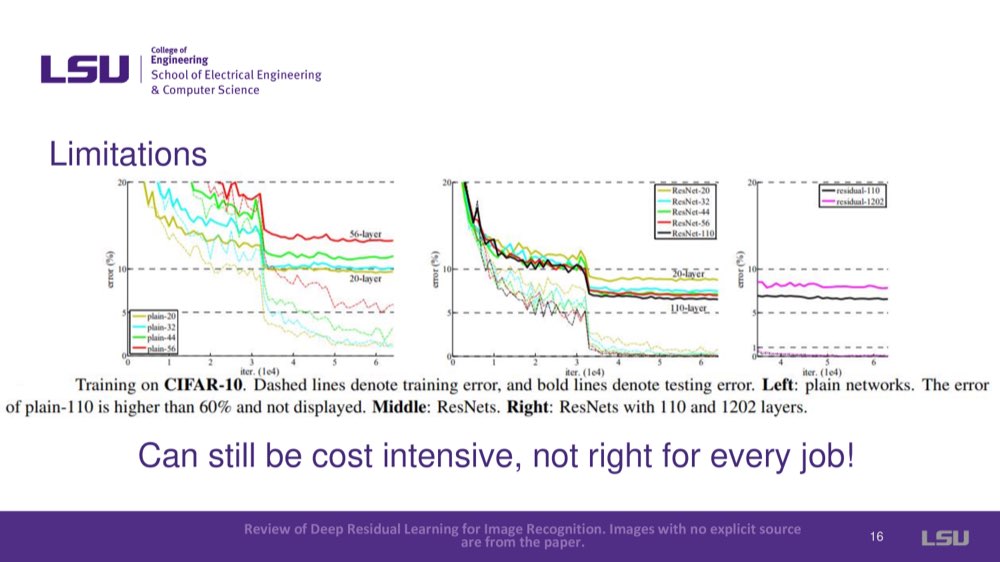 LSU
College of
Engineering
School of Electrical Engineering
& Computer Science
Limitations
20
10
5
0
error (%)
0 1 2 3 4 5 6
iter. (1e4)
56-layer
20-layer
plain-20
plain-32
plain-44
plain-56
20
10
5
0
error (%)
0 1 2 3 4 5 6
iter. (1e4)
ResNet-20
ResNet-32
ResNet-44
ResNet-56
ResNet-110
20-layer
110-layer
20
10
5
1
0
error (%)
4 5 6
iter. (1e4)
residual-110
residual-1202
Training on CIFAR-10. Dashed lines denote training error, and bold lines denote testing error. Left: plain networks. The error
of plain-110 is higher than 60% and not displayed. Middle: ResNets. Right: ResNets with 110 and 1202 layers.
Can still be cost intensive, not right for every job!
Review of Deep Residual Learning for Image Recognition. Images with no explicit source
are from the paper.
16
LSU